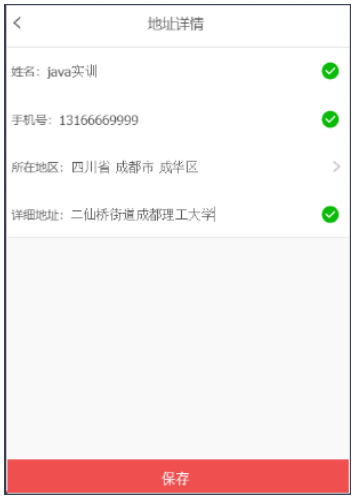 地址详情
姓名：java实训
手机号：13166669999
所在地区：四川省 成都市 成华区
详细地址：二仙桥街道成都理工大学
保存